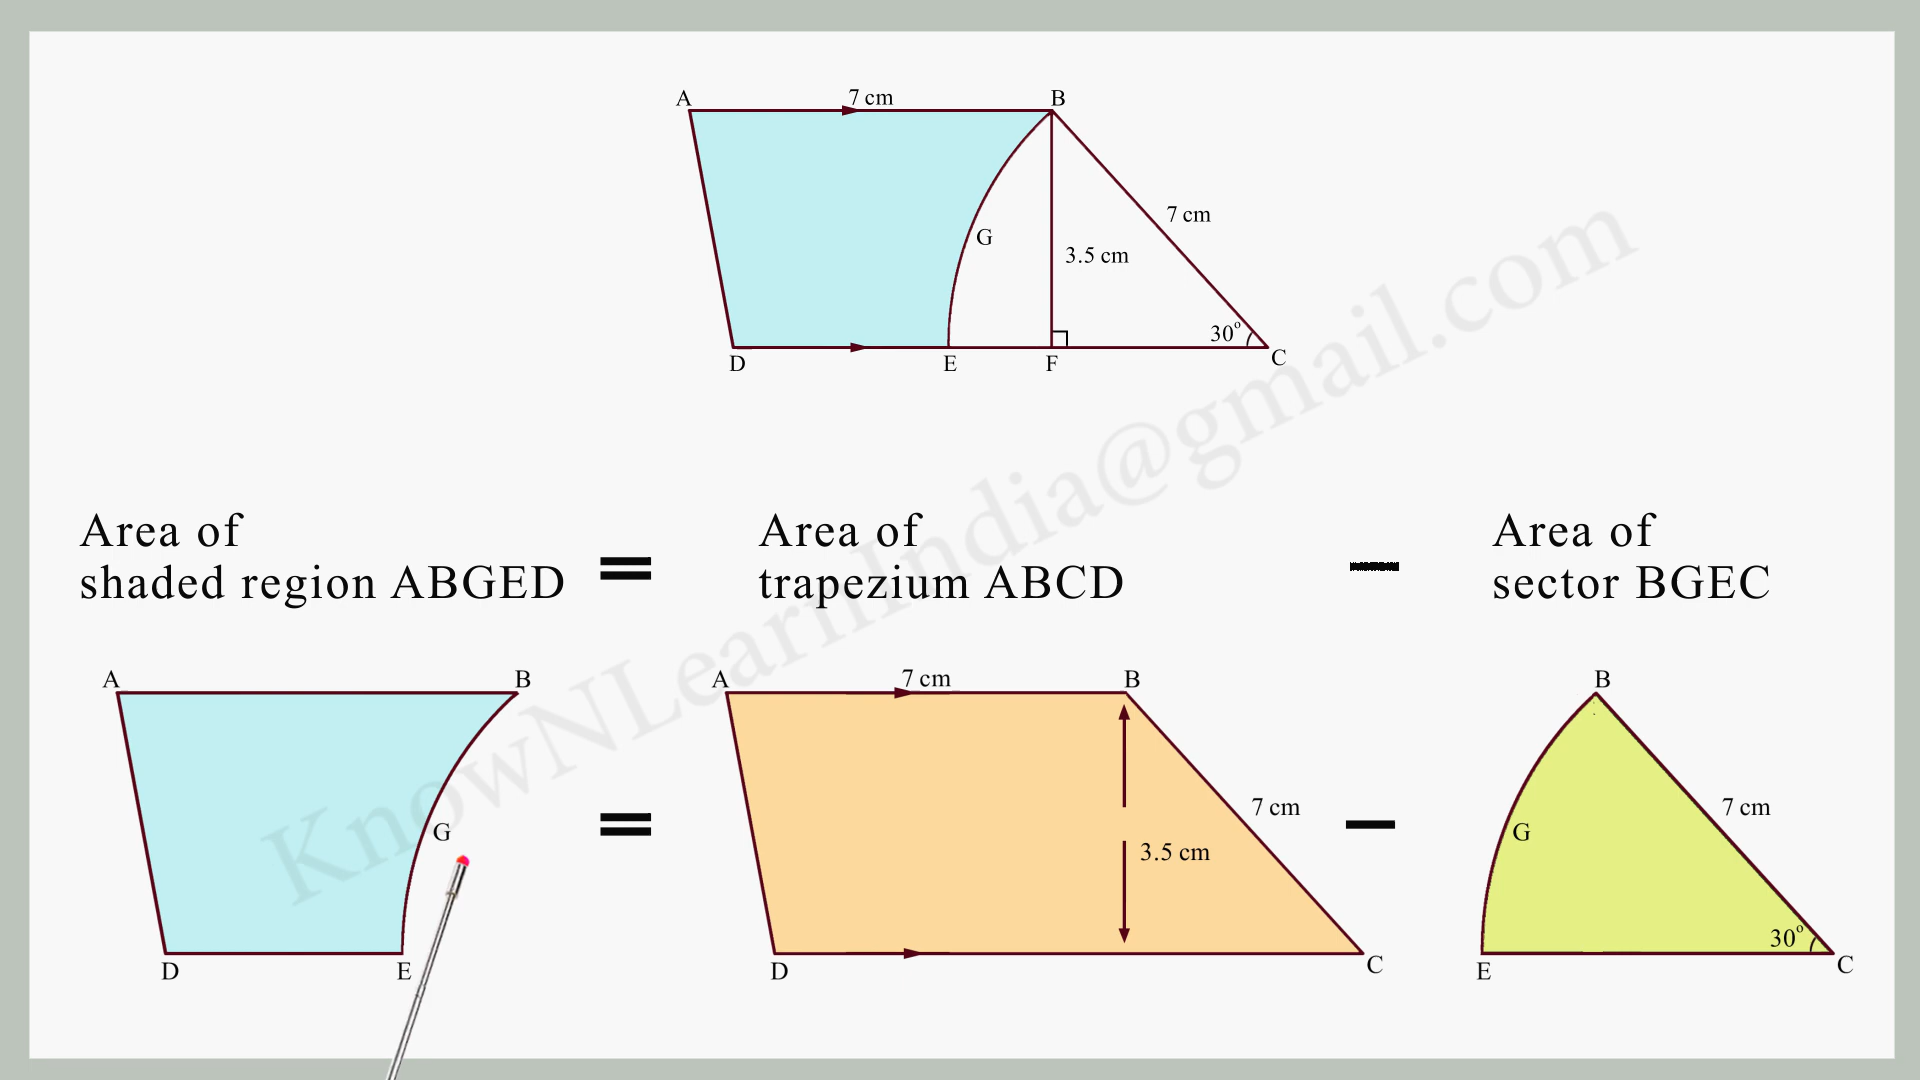 A
7 cm
B
G
7 cm
3.5 cm
30°
D
E
F
C
Area of
shaded region ABGED
=
Area of
trapezium ABCD
-
Area of
sector BGEC
A
B
G
D
E
=
A
7 cm
B
7 cm
3.5 cm
D
C
-
B
7 cm
G
30°
E
C
KnowNLearnIndia@gmail.com